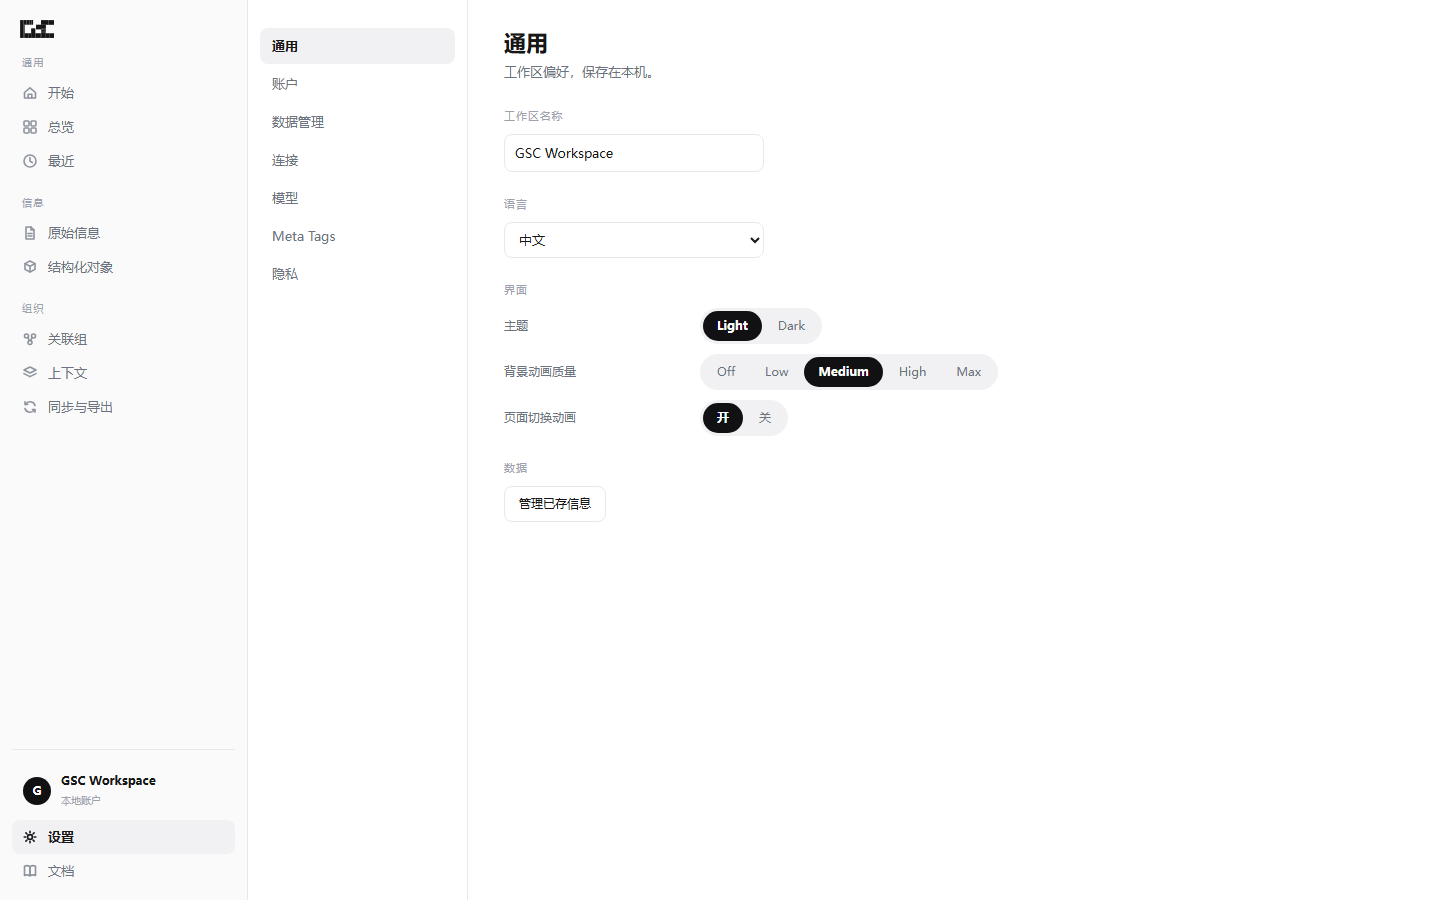 GSC
通用
开始
总览
最近
信息
原始信息
结构化对象
组织
关联组
上下文
同步与导出
G
GSC Workspace
本地账户
设置
文档
通用
账户
数据管理
连接
模型
Meta Tags
隐私
通用
工作区偏好，保存在本机。
工作区名称
GSC Workspace
语言
中文
界面
主题 Light Dark
背景动画质量 Off Low Medium High Max
页面切换动画 开 关
数据
管理已存信息